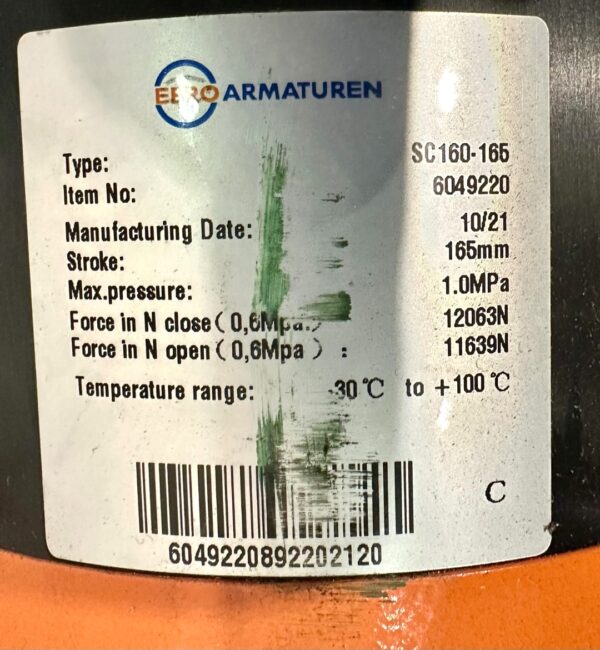 EBRO ARMATUREN
Type: SC160-165
Item No: 6049220
Manufacturing Date: 10/21
Stroke: 165mm
Max.pressure: 1.0MPa
Force in N close ( 0,6Mpa.) 12063N
Force in N open ( 0,6Mpa ) : 11639N
Temperature range: -30℃ to +100℃
C
6049220892202120